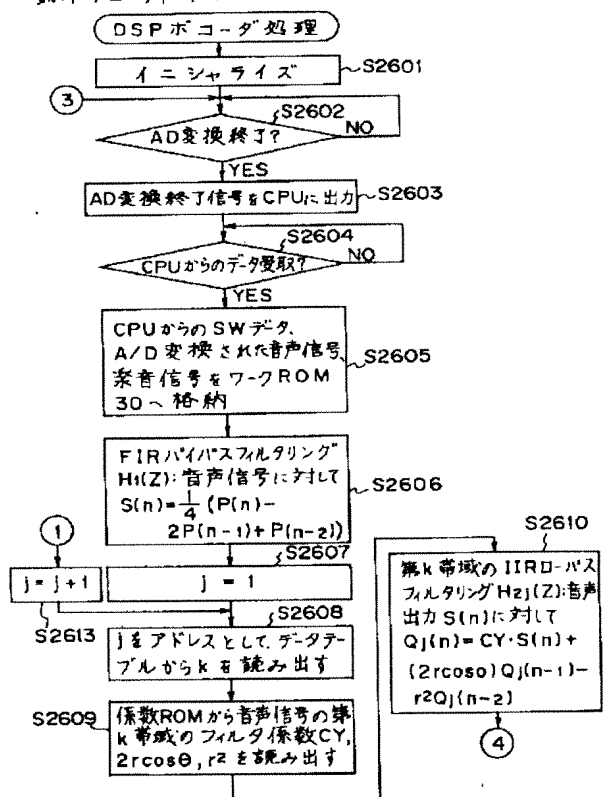 DSPボコーダ処理
イニシャライズ
S2601
3
S2602
AD変換終了?
NO
YES
AD変換終了信号をCPUに出力
S2603
S2604
CPUからのデータ受取?
NO
YES
CPUからのSWデータ,
A/D変換された音声信号,
楽音信号をワークROM
30へ格納
S2605
FIRパイパスフィルタリング
H1(Z):音声信号に対して
S(n)=1/4 (P(n)-
2P(n-1)+P(n-2))
S2606
1
S2607
j=j+1
j = 1
S2613
S2608
jをアドレスとして,データテー
ブルからkを読み出す
S2609
係数ROMから音声信号の第
k帯域のフィルタ係数CY,
2rcosθ,r²を読み出す
S2610
第k帯域のIIRローパス
フィルタリングH2j(Z):音声
出力S(n)に対して
Qj(n)=CY・S(n)+
(2rcosθ)Qj(n-1)-
r²Qj(n-2)
4